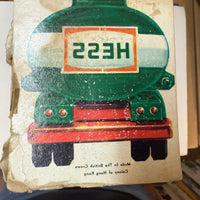 HESS
Made In The British Crown
Colony of Hong Kong